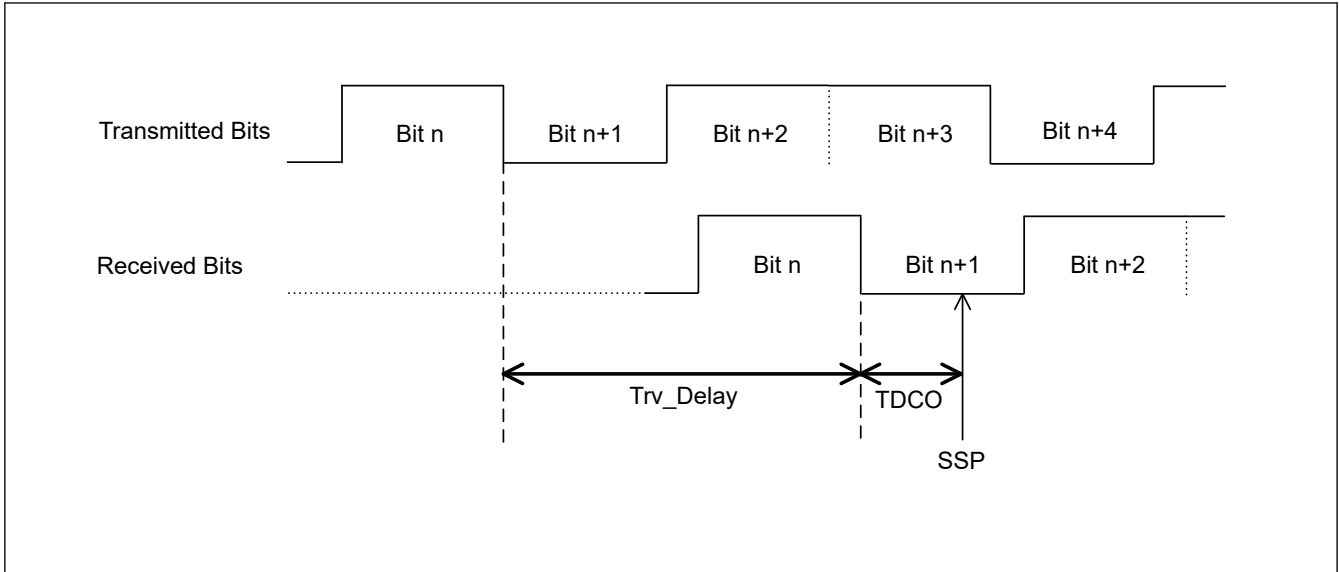 Transmitted Bits
Bit n
Bit n+1
Bit n+2
Bit n+3
Bit n+4
Received Bits
Bit n
Bit n+1
Bit n+2
Trv_Delay
TDCO
SSP